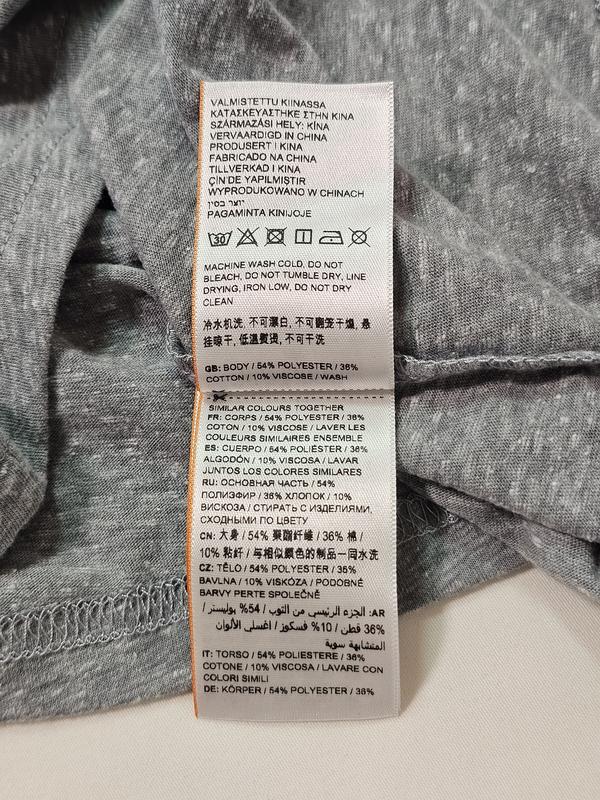 VALMISTETTU KIINASSA
ΚΑΤΑΣΚΕΥΑΣΤΗΚΕ ΣΤΗΝ ΚΙΝΑ
SZÁRMAZÁSI HELY: KÍNA
VERVAARDIGD IN CHINA
PRODUSERT I KINA
FABRICADO NA CHINA
TILLVERKAD I KINA
ÇİN'DE YAPILMIŞTIR
WYPRODUKOWANO W CHINACH
יוצר בסין
PAGAMINTA KINIJOJE
30
MACHINE WASH COLD, DO NOT
BLEACH, DO NOT TUMBLE DRY, LINE
DRYING, IRON LOW, DO NOT DRY
CLEAN
冷水机洗, 不可漂白, 不可翻笼干燥, 悬
挂晾干, 低温熨烫, 不可干洗
GB: BODY / 54% POLYESTER / 36%
COTTON / 10% VISCOSE / WASH
SIMILAR COLOURS TOGETHER
FR: CORPS / 54% POLYESTER / 36%
COTON / 10% VISCOSE / LAVER LES
COULEURS SIMILAIRES ENSEMBLE
ES: CUERPO / 54% POLIÉSTER / 36%
ALGODÓN / 10% VISCOSA / LAVAR
JUNTOS LOS COLORES SIMILARES
RU: ОСНОВНАЯ ЧАСТЬ / 54%
ПОЛИЭФИР / 36% ХЛОПОК / 10%
ВИСКОЗА / СТИРАТЬ С ИЗДЕЛИЯМИ,
СХОДНЫМИ ПО ЦВЕТУ
CN: 大身 / 54% 聚酯纤维 / 36% 棉 /
10% 粘纤 / 与相似颜色的制品一同水洗
CZ: TĚLO / 54% POLYESTER / 36%
BAVLNA / 10% VISKÓZA / PODOBNÉ
BARVY PERTE SPOLEČNĚ
AR: الجزء الرئيسي من الثوب / 54% بوليستر /
36% قطن / 10% فسكوز / اغسلي الألوان
المتشابهة سوية
IT: TORSO / 54% POLIESTERE / 36%
COTONE / 10% VISCOSA / LAVARE CON
COLORI SIMILI
DE: KÖRPER / 54% POLYESTER / 36%